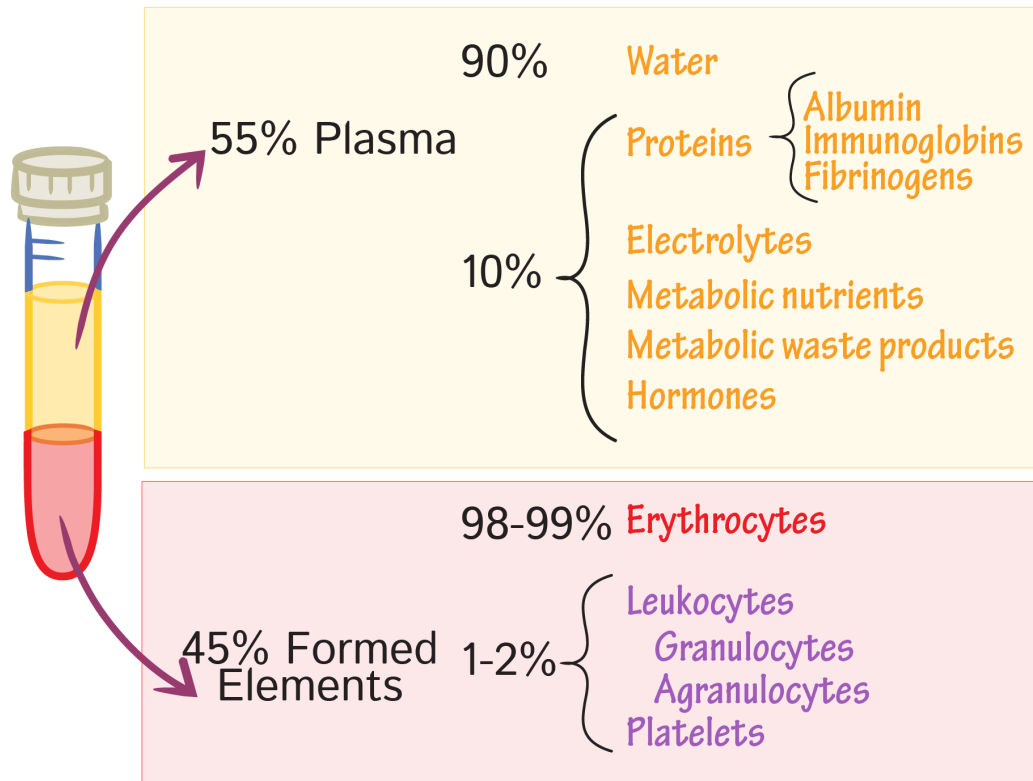 55% Plasma
90% Water
10%
Proteins
Albumin
Immunoglobins
Fibrinogens
Electrolytes
Metabolic nutrients
Metabolic waste products
Hormones
45% Formed
Elements
98-99% Erythrocytes
1-2%
Leukocytes
Granulocytes
Agranulocytes
Platelets